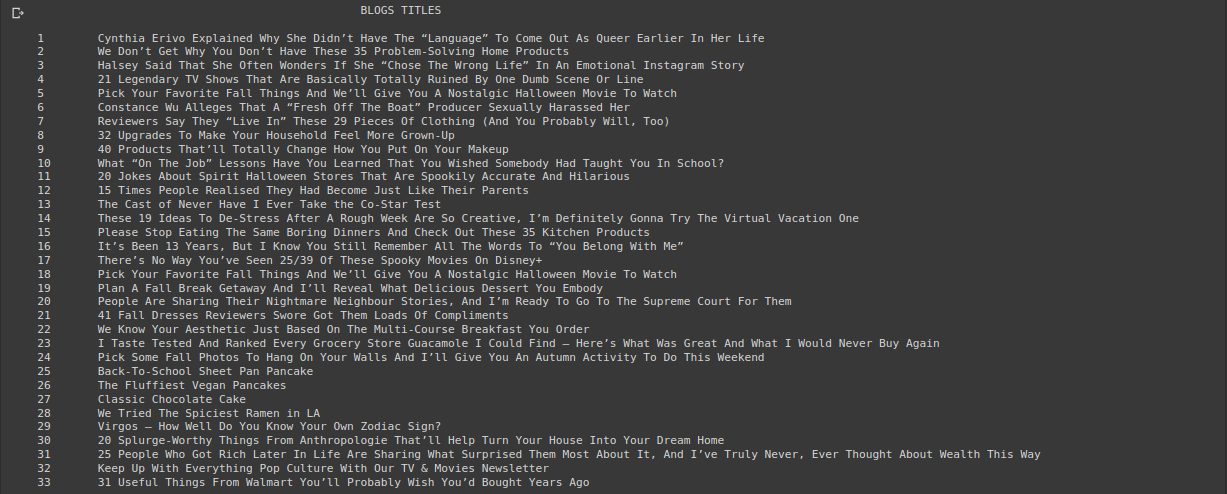 BLOGS TITLES
1 Cynthia Erivo Explained Why She Didn’t Have The “Language” To Come Out As Queer Earlier In Her Life
2 We Don’t Get Why You Don’t Have These 35 Problem-Solving Home Products
3 Halsey Said That She Often Wonders If She “Chose The Wrong Life” In An Emotional Instagram Story
4 21 Legendary TV Shows That Are Basically Totally Ruined By One Dumb Scene Or Line
5 Pick Your Favorite Fall Things And We’ll Give You A Nostalgic Halloween Movie To Watch
6 Constance Wu Alleges That A “Fresh Off The Boat” Producer Sexually Harassed Her
7 Reviewers Say They “Live In” These 29 Pieces Of Clothing (And You Probably Will, Too)
8 32 Upgrades To Make Your Household Feel More Grown-Up
9 40 Products That’ll Totally Change How You Put On Your Makeup
10 What “On The Job” Lessons Have You Learned That You Wished Somebody Had Taught You In School?
11 20 Jokes About Spirit Halloween Stores That Are Spookily Accurate And Hilarious
12 15 Times People Realised They Had Become Just Like Their Parents
13 The Cast of Never Have I Ever Take the Co-Star Test
14 These 19 Ideas To De-Stress After A Rough Week Are So Creative, I’m Definitely Gonna Try The Virtual Vacation One
15 Please Stop Eating The Same Boring Dinners And Check Out These 35 Kitchen Products
16 It’s Been 13 Years, But I Know You Still Remember All The Words To “You Belong With Me”
17 There’s No Way You’ve Seen 25/39 Of These Spooky Movies On Disney+
18 Pick Your Favorite Fall Things And We’ll Give You A Nostalgic Halloween Movie To Watch
19 Plan A Fall Break Getaway And I’ll Reveal What Delicious Dessert You Embody
20 People Are Sharing Their Nightmare Neighbour Stories, And I’m Ready To Go To The Supreme Court For Them
21 41 Fall Dresses Reviewers Swore Got Them Loads Of Compliments
22 We Know Your Aesthetic Just Based On The Multi-Course Breakfast You Order
23 I Taste Tested And Ranked Every Grocery Store Guacamole I Could Find — Here’s What Was Great And What I Would Never Buy Again
24 Pick Some Fall Photos To Hang On Your Walls And I’ll Give You An Autumn Activity To Do This Weekend
25 Back-To-School Sheet Pan Pancake
26 The Fluffiest Vegan Pancakes
27 Classic Chocolate Cake
28 We Tried The Spiciest Ramen in LA
29 Virgos — How Well Do You Know Your Own Zodiac Sign?
30 20 Splurge-Worthy Things From Anthropologie That’ll Help Turn Your House Into Your Dream Home
31 25 People Who Got Rich Later In Life Are Sharing What Surprised Them Most About It, And I’ve Truly Never, Ever Thought About Wealth This Way
32 Keep Up With Everything Pop Culture With Our TV & Movies Newsletter
33 31 Useful Things From Walmart You’ll Probably Wish You’d Bought Years Ago